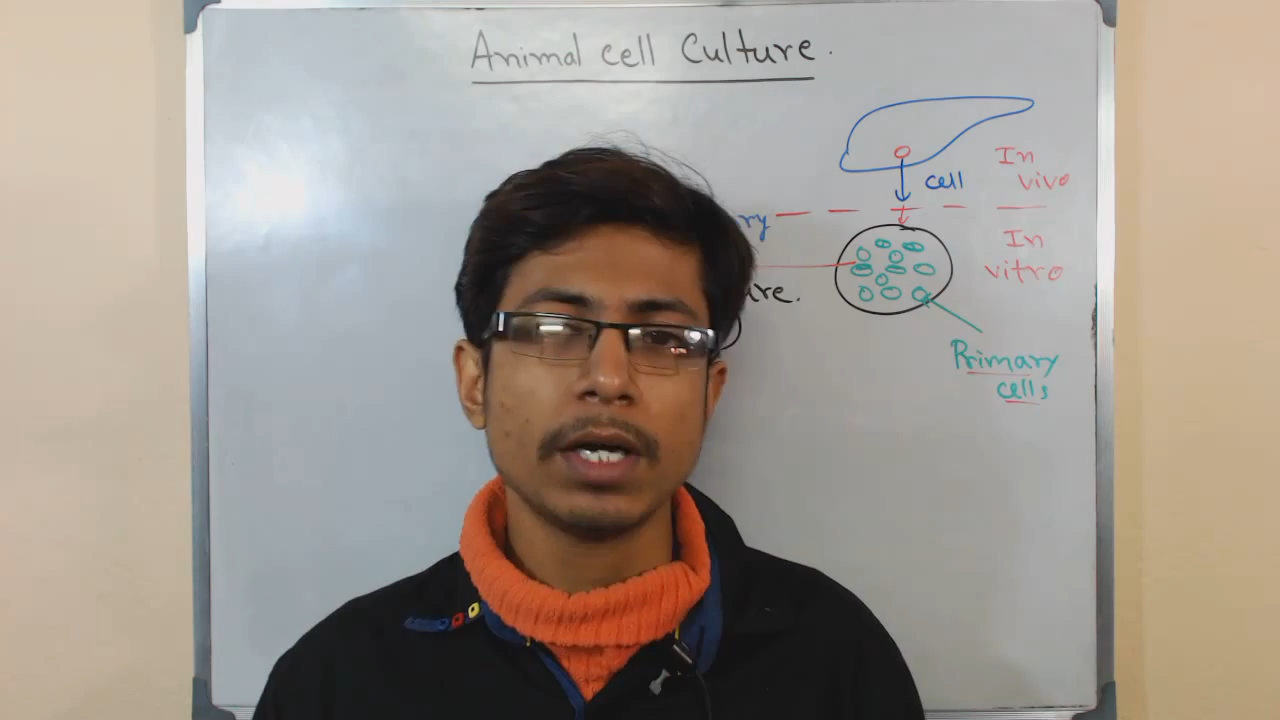 Animal cell Culture.
In
vivo
cell
In
vitro
Primary
cells